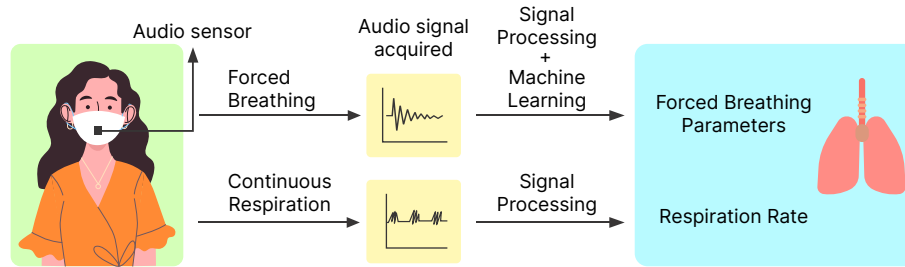 Audio sensor
Audio signal
acquired
Signal
Processing
+
Machine
Learning
Forced
Breathing
Forced Breathing
Parameters
Continuous
Respiration
Signal
Processing
Respiration Rate